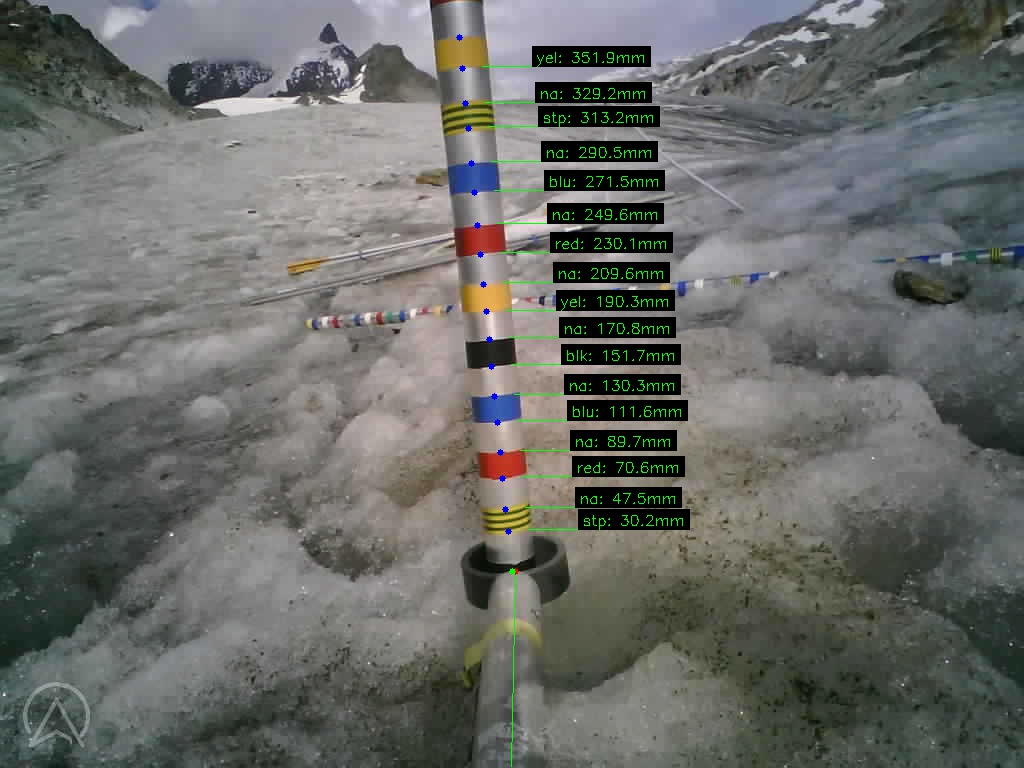 yel: 351.9mm
na: 329.2mm
stp: 313.2mm
na: 290.5mm
blu: 271.5mm
na: 249.6mm
red: 230.1mm
na: 209.6mm
yel: 190.3mm
na: 170.8mm
blk: 151.7mm
na: 130.3mm
blu: 111.6mm
na: 89.7mm
red: 70.6mm
na: 47.5mm
stp: 30.2mm